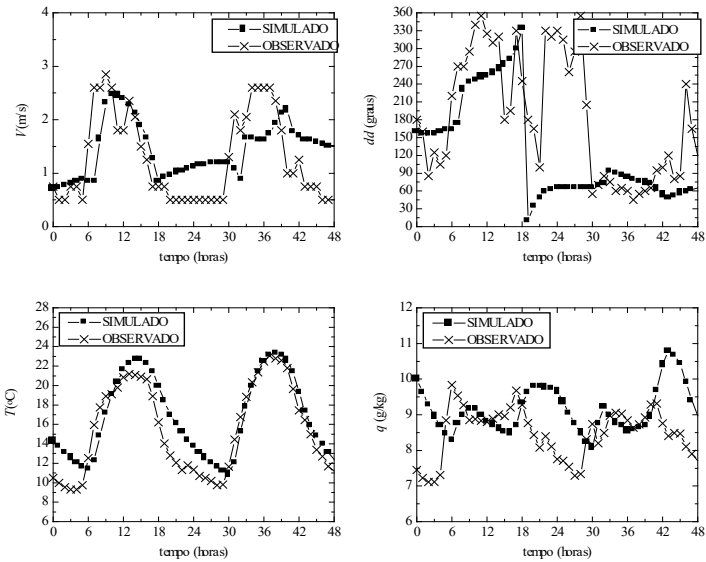 SIMULADO
OBSERVADO
V(m/s)
4
3
2
1
0
0 6 12 18 24 30 36 42 48
tempo (horas)
SIMULADO
OBSERVADO
dd (graus)
360
330
300
270
240
210
180
150
120
90
60
30
0
0 6 12 18 24 30 36 42 48
tempo (horas)
SIMULADO
OBSERVADO
T(ºC)
28
26
24
22
20
18
16
14
12
10
8
6
0 6 12 18 24 30 36 42 48
tempo (horas)
SIMULADO
OBSERVADO
q (g/kg)
12
11
10
9
8
7
6
0 6 12 18 24 30 36 42 48
tempo (horas)